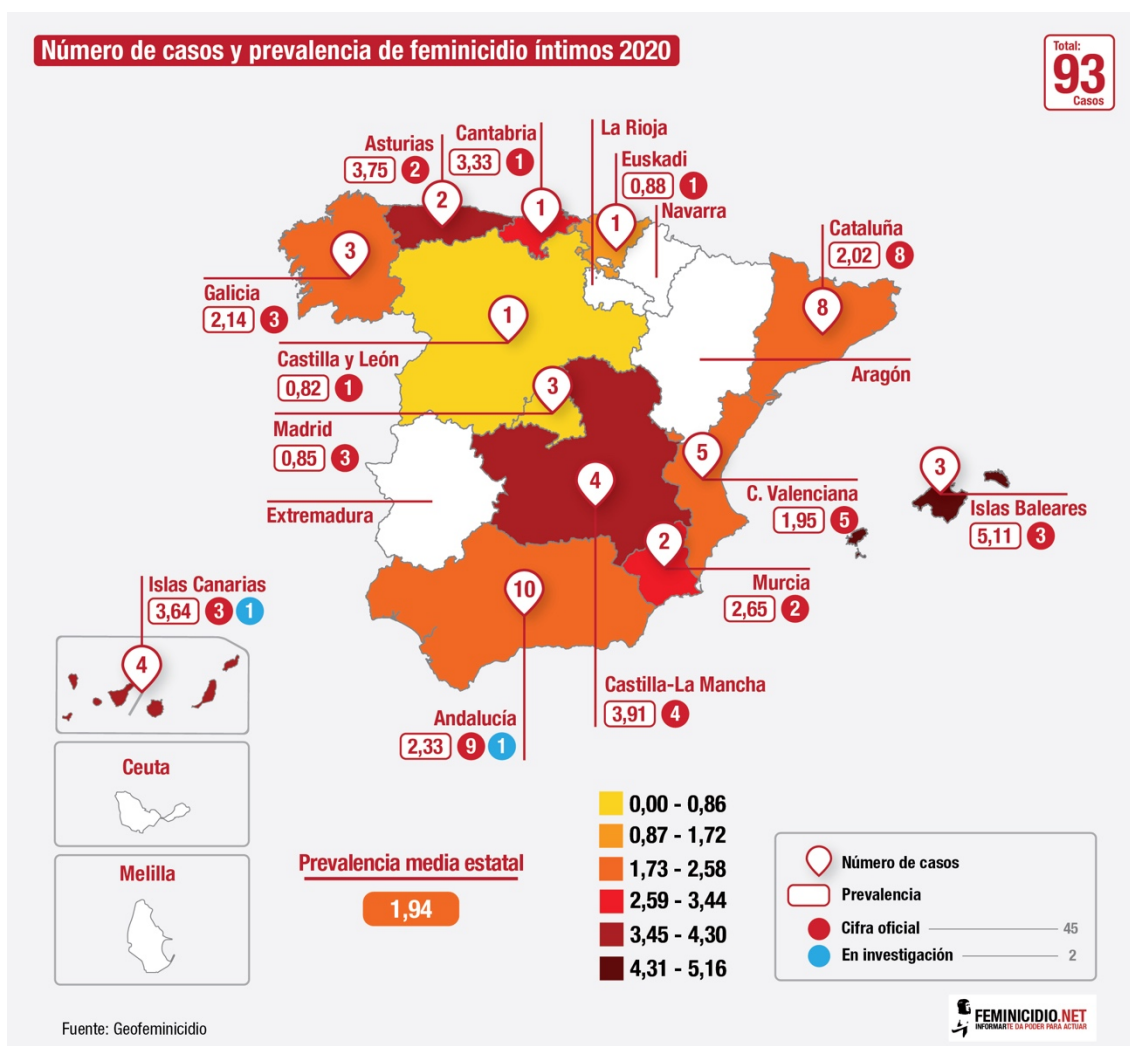 Número de casos y prevalencia de feminicidio íntimos 2020
Total:
93
Casos
Asturias
3,75 2
Cantabria
3,33 1
La Rioja
Euskadi
0,88 1
Navarra
Cataluña
2,02 8
Galicia
2,14 3
Castilla y León
0,82 1
Madrid
0,85 3
Extremadura
Aragón
C. Valenciana
1,95 5
Islas Baleares
5,11 3
Murcia
2,65 2
Islas Canarias
3,64 3 1
Castilla-La Mancha
3,91 4
Andalucía
2,33 9 1
2
1
1
3
8
1
3
5
3
4
2
10
4
Ceuta
Melilla
Prevalencia media estatal
1,94
0,00 - 0,86
0,87 - 1,72
1,73 - 2,58
2,59 - 3,44
3,45 - 4,30
4,31 - 5,16
Número de casos
Prevalencia
Cifra oficial 45
En investigación 2
Fuente: Geofeminicidio
FEMINICIDIO.NET
INFORMARTE DA PODER PARA ACTUAR